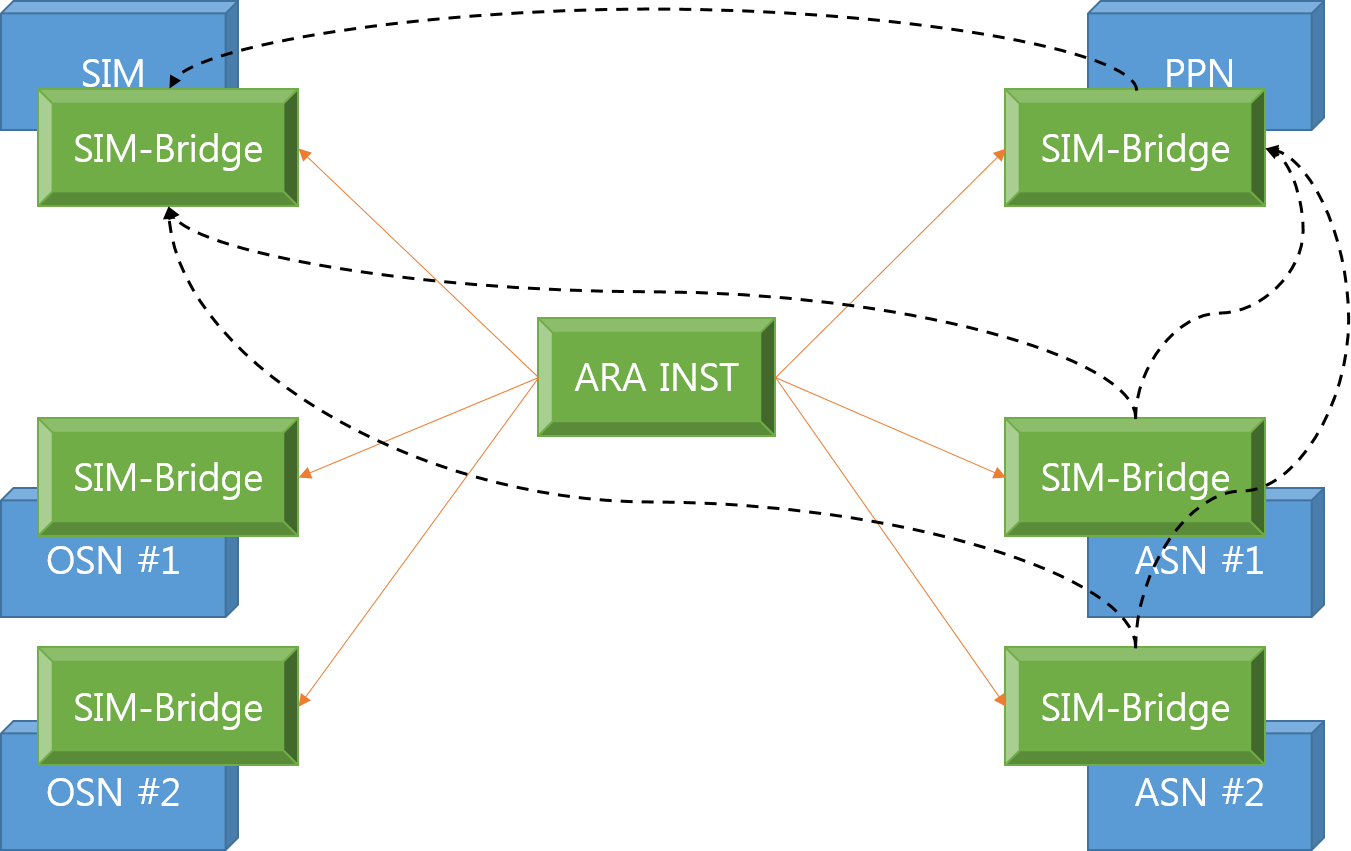 SIM
SIM-Bridge
PPN
SIM-Bridge
ARA INST
SIM-Bridge
OSN #1
SIM-Bridge
ASN #1
SIM-Bridge
OSN #2
SIM-Bridge
ASN #2